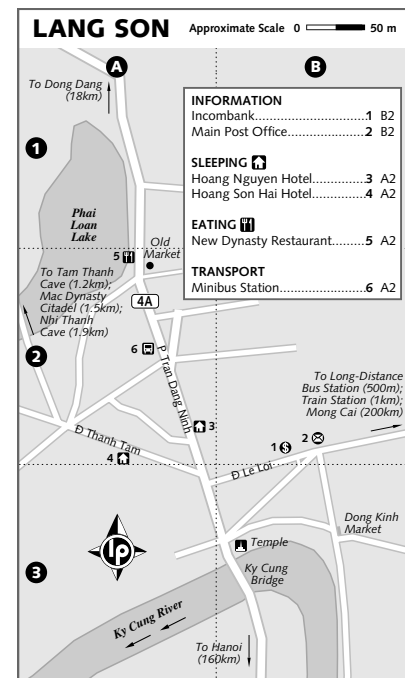 LANG SON
Approximate Scale 0 50 m
A
B
To Dong Dang
(18km)
INFORMATION
Incombank..............................1 B2
Main Post Office.....................2 B2
SLEEPING
Hoang Nguyen Hotel..............3 A2
Hoang Son Hai Hotel..............4 A2
EATING
New Dynasty Restaurant.........5 A2
TRANSPORT
Minibus Station.......................6 A2
1
Phai
Loan
Lake
5
Old
Market
To Tam Thanh
Cave (1.2km);
Mac Dynasty
Citadel (1.5km);
Nhi Thanh
Cave (1.9km)
4A
2
6
P Tran Dang Ninh
To Long-Distance
Bus Station (500m);
Train Station (1km);
Mong Cai (200km)
3
Đ Thanh Tam
4
1
2
Đ Le Loi
Dong Kinh
Market
lp
Temple
3
Ky Cung
Bridge
Ky Cung River
To Hanoi
(160km)